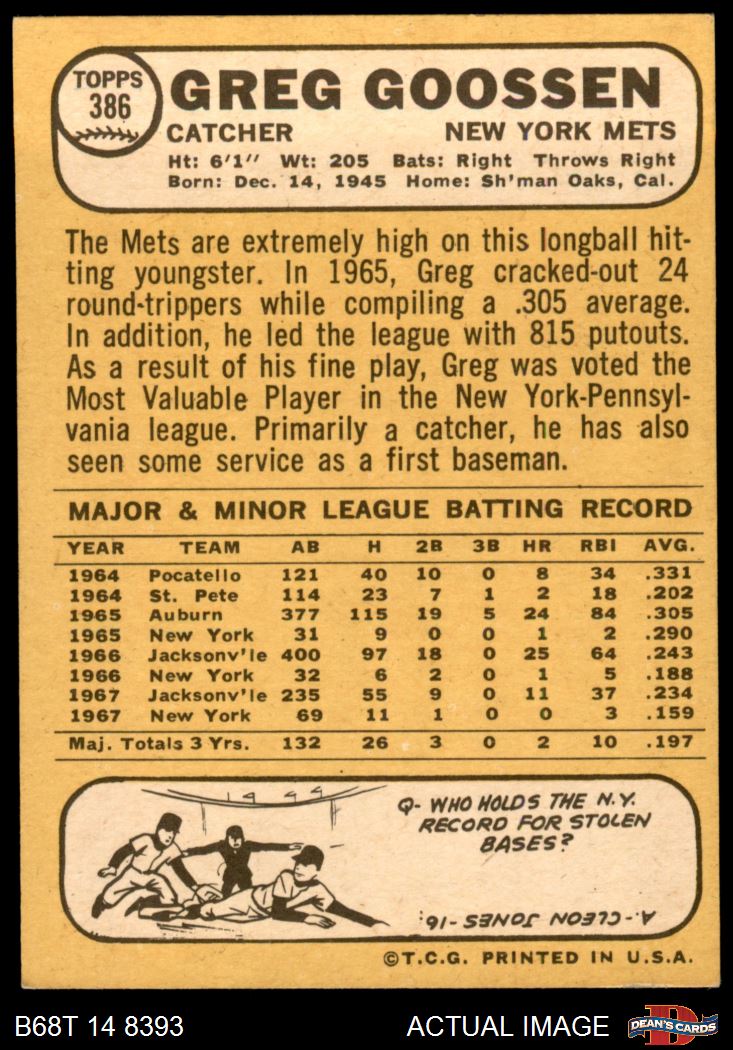 TOPPS
386
GREG GOOSSEN
CATCHER NEW YORK METS
Ht: 6'1" Wt: 205 Bats: Right Throws Right
Born: Dec. 14, 1945 Home: Sh'man Oaks, Cal.
The Mets are extremely high on this longball hit-
ting youngster. In 1965, Greg cracked-out 24
round-trippers while compiling a .305 average.
In addition, he led the league with 815 putouts.
As a result of his fine play, Greg was voted the
Most Valuable Player in the New York-Pennsyl-
vania league. Primarily a catcher, he has also
seen some service as a first baseman.
MAJOR & MINOR LEAGUE BATTING RECORD
YEAR TEAM AB H 2B 3B HR RBI AVG.
1964 Pocatello 121 40 10 0 8 34 .331
1964 St. Pete 114 23 7 1 2 18 .202
1965 Auburn 377 115 19 5 24 84 .305
1965 New York 31 9 0 0 1 2 .290
1966 Jacksonv'le 400 97 18 0 25 64 .243
1966 New York 32 6 2 0 1 5 .188
1967 Jacksonv'le 235 55 9 0 11 37 .234
1967 New York 69 11 1 0 0 3 .159
Maj. Totals 3 Yrs. 132 26 3 0 2 10 .197
Q- WHO HOLDS THE N.Y.
RECORD FOR STOLEN
BASES?
A- CLEON JONES -16.
©T.C.G. PRINTED IN U.S.A.
B68T 14 8393 ACTUAL IMAGE DEAN'S CARDS